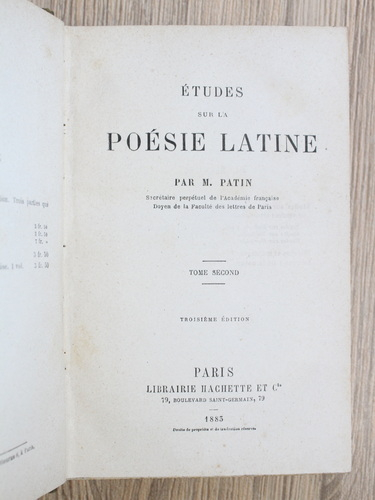 ÉTUDES
SUR LA
POÉSIE LATINE
PAR M. PATIN
Secrétaire perpétuel de l'Académie française
Doyen de la Faculté des lettres de Paris
TOME SECOND
TROISIÈME ÉDITION
PARIS
LIBRAIRIE HACHETTE ET Cie
79, BOULEVARD SAINT-GERMAIN, 79
1885
Droits de propriété et de traduction réservés